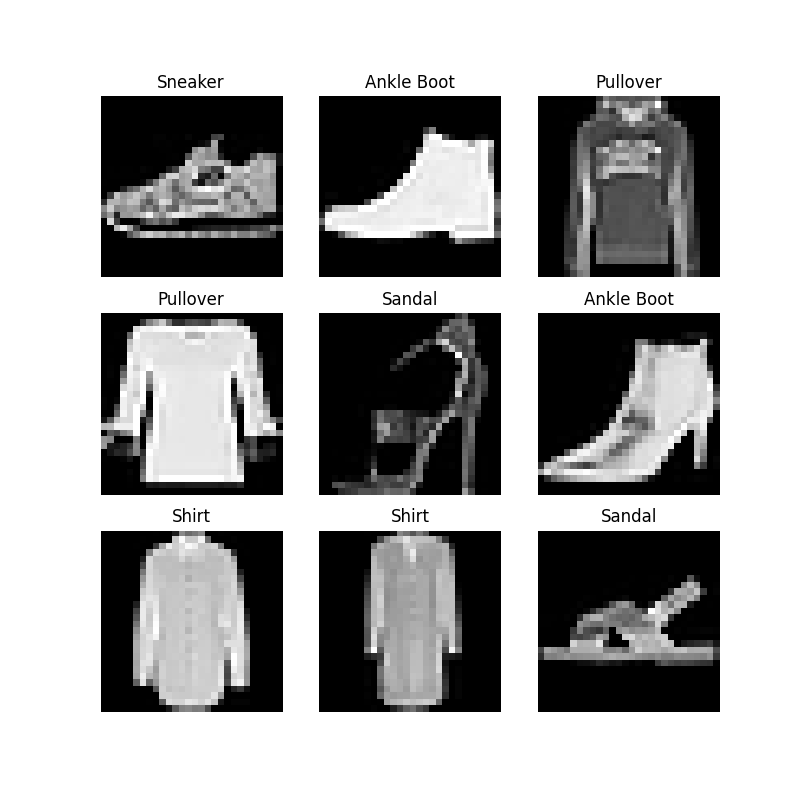 Sneaker
Ankle Boot
Pullover
Pullover
Sandal
Ankle Boot
Shirt
Shirt
Sandal